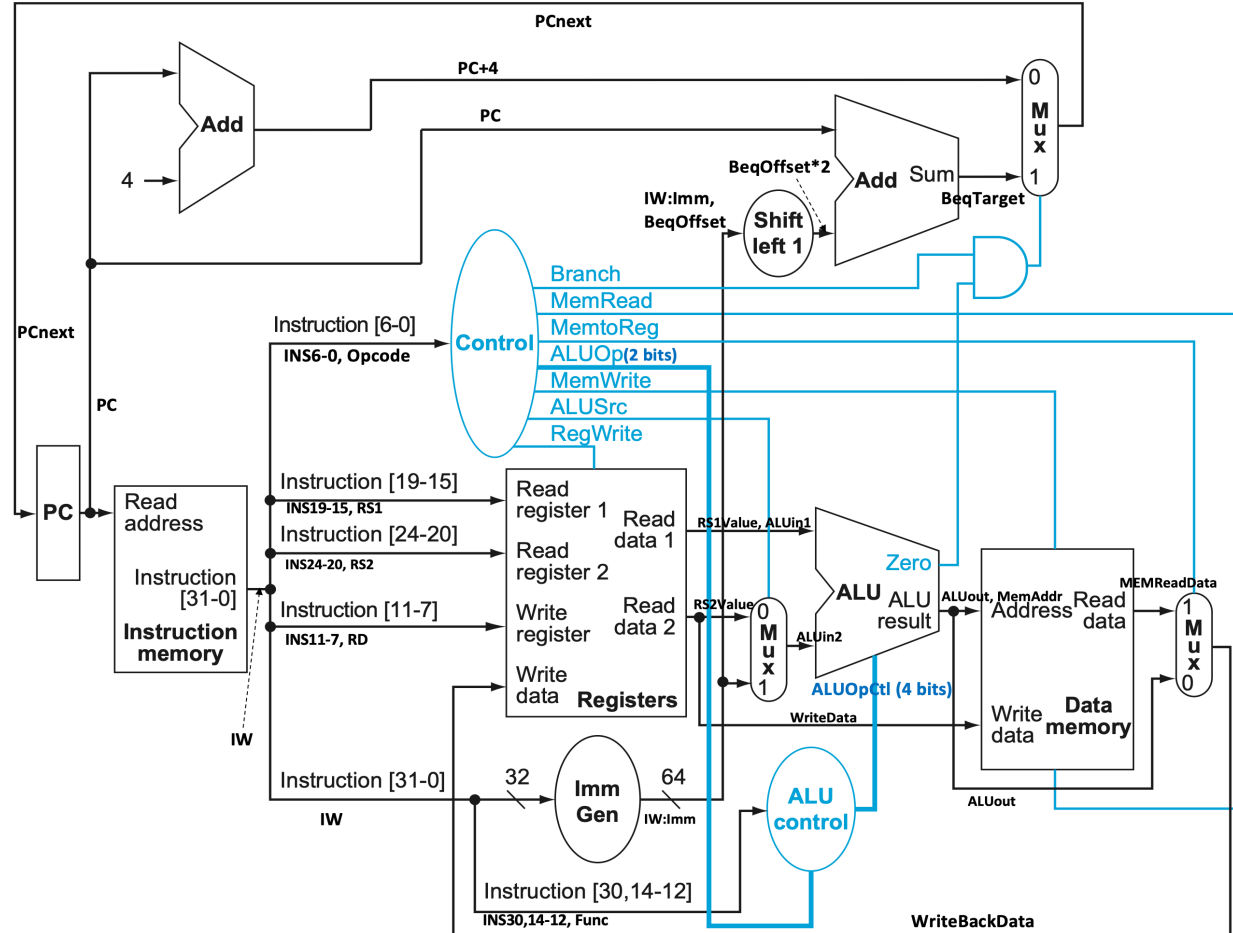 PCnext
PC+4
Add
4
PC
0
Mux
1
BeqOffset*2
Add
Sum
BeqTarget
IW:Imm,
BeqOffset
Shift
left 1
PCnext
PC
Instruction [6-0]
INS6-0, Opcode
Control
Branch
MemRead
MemtoReg
ALUOp(2 bits)
MemWrite
ALUSrc
RegWrite
PC
Read
address
Instruction
[31-0]
Instruction
memory
IW
Instruction [19-15]
INS19-15, RS1
Instruction [24-20]
INS24-20, RS2
Instruction [11-7]
INS11-7, RD
Read
register 1
Read
register 2
Write
register
Write
data
Read
data 1
Read
data 2
Registers
RS1Value, ALUin1
RS2Value
0
Mux
1
ALUin2
Zero
ALU
ALU
result
ALUOpCtl (4 bits)
ALUout, MemAddr
Address
Read
data
Write
data
Data
memory
WriteData
MEMReadData
1
Mux
0
ALUout
Instruction [31-0]
IW
32
Imm
Gen
64
IW:Imm
ALU
control
Instruction [30,14-12]
INS30,14-12, Func
WriteBackData